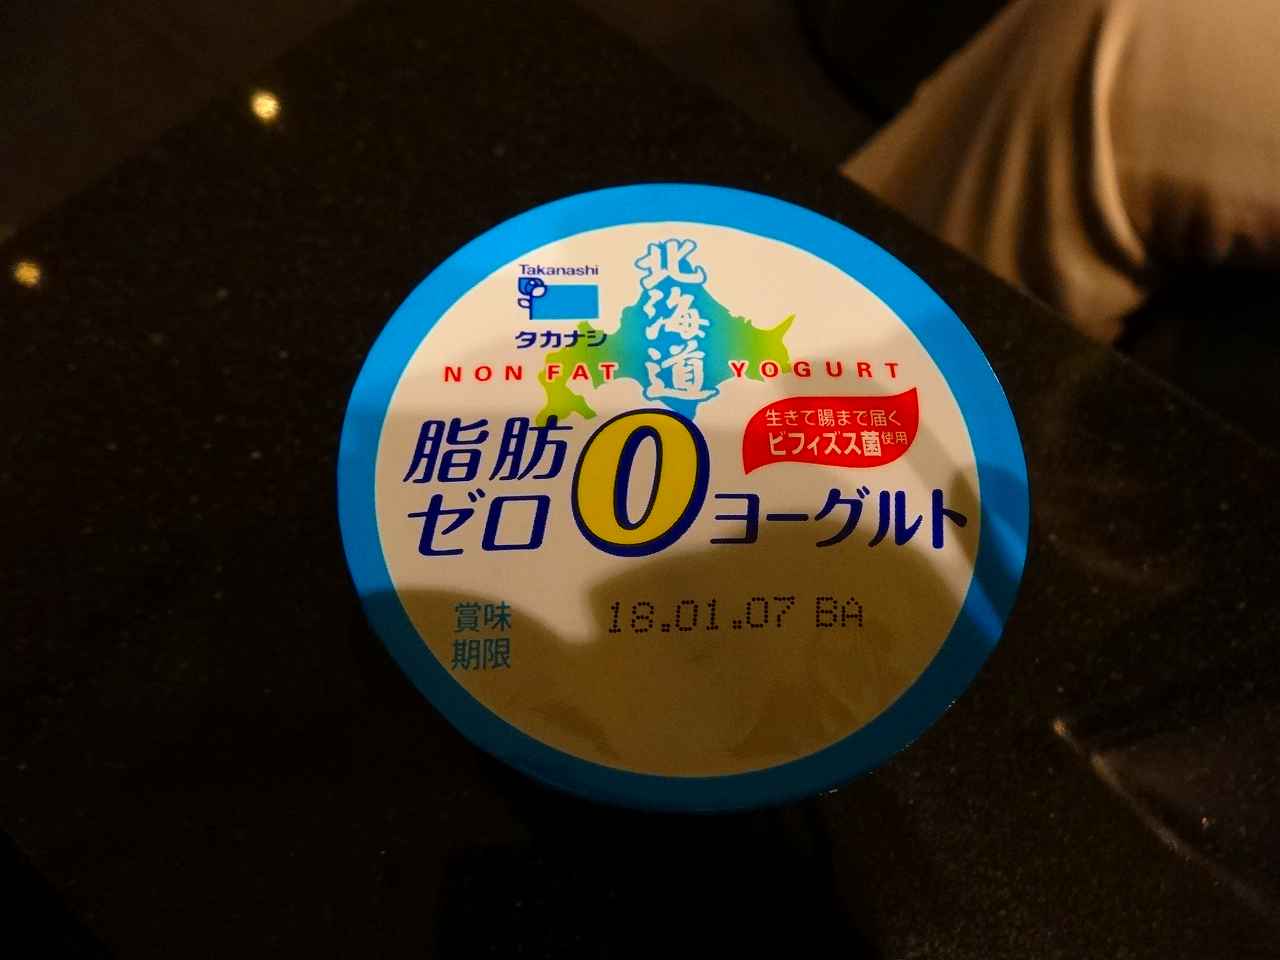 Takanashi
タカナシ
北海道
NON FAT YOGURT
生きて腸まで届く
ビフィズス菌使用
脂肪
ゼロ
0
ヨーグルト
賞味
期限
18.01.07 BA